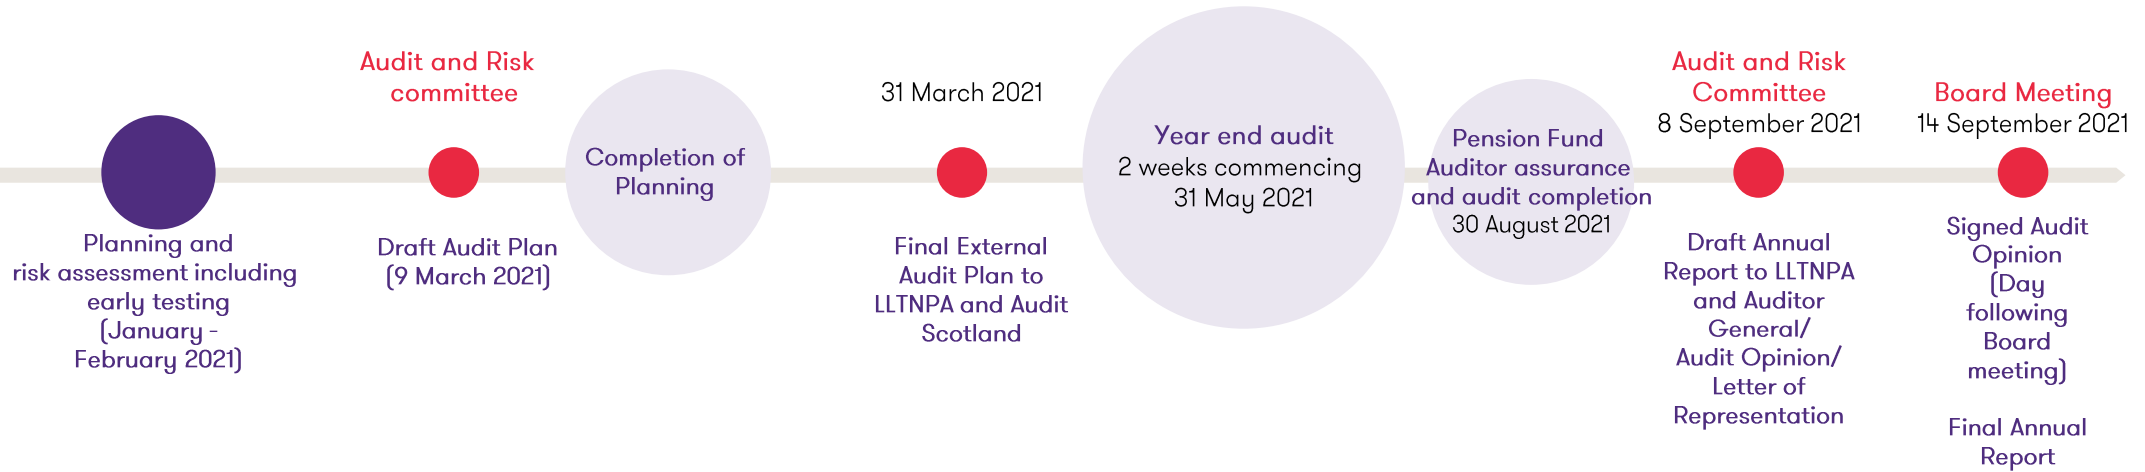 Planning and
risk assessment including
early testing
(January -
February 2021)
Audit and Risk
committee
Draft Audit Plan
(9 March 2021)
Completion of
Planning
31 March 2021
Final External
Audit Plan to
LLTNPA and Audit
Scotland
Year end audit
2 weeks commencing
31 May 2021
Pension Fund
Auditor assurance
and audit completion
30 August 2021
Audit and Risk
Committee
8 September 2021
Draft Annual
Report to LLTNPA
and Auditor
General/
Audit Opinion/
Letter of
Representation
Board Meeting
14 September 2021
Signed Audit
Opinion
(Day
following
Board
meeting)
Final Annual
Report